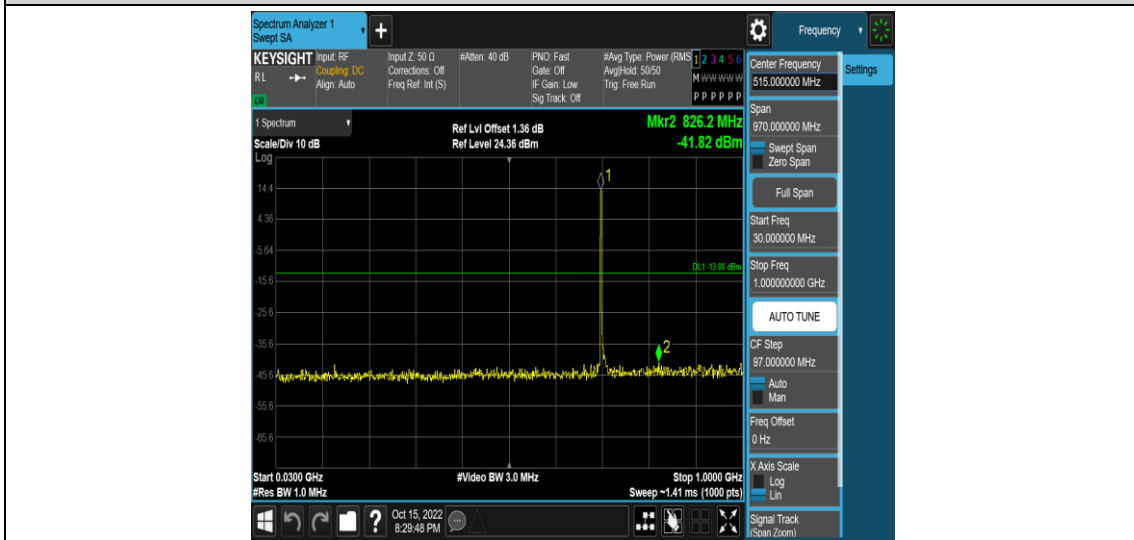 Spectrum Analyzer 1
Swept SA
+
Frequency
KEYSIGHT
RL
Input: RF
Coupling: DC
Align: Auto
Input Z: 50 Ω
Corrections: Off
Freq Ref: Int (S)
#Atten: 40 dB
PNO: Fast
Gate: Off
IF Gain: Low
Sig Track: Off
#Avg Type: Power (RMS
Avg|Hold: 50/50
Trig: Free Run
1 2 3 4 5 6
M W W W W W
P P P P P P
1 Spectrum
Scale/Div 10 dB
Log
Ref Lvl Offset 1.36 dB
Ref Level 24.36 dBm
Mkr2 826.2 MHz
-41.82 dBm
1
14.4
4.36
-5.64
DL1 -13.00 dBm
-15.6
-25.6
-35.6
2
-45.6
-55.6
-65.6
Start 0.0300 GHz
#Res BW 1.0 MHz
#Video BW 3.0 MHz
Stop 1.0000 GHz
Sweep ~1.41 ms (1000 pts)
?
Oct 15, 2022
8:29:48 PM
Center Frequency
515.000000 MHz
Settings
Span
970.000000 MHz
Swept Span
Zero Span
Full Span
Start Freq
30.000000 MHz
Stop Freq
1.000000000 GHz
AUTO TUNE
CF Step
97.000000 MHz
Auto
Man
Freq Offset
0 Hz
X Axis Scale
Log
Lin
Signal Track
(Span Zoom)